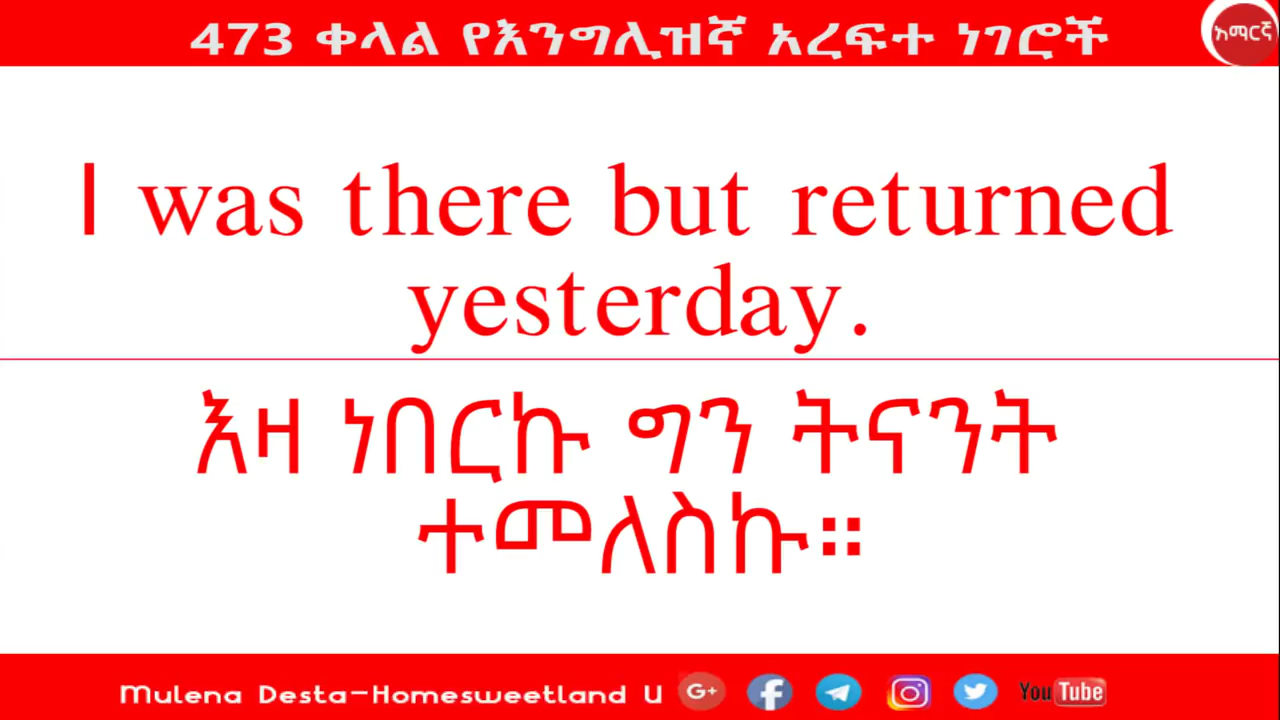 473 ቀላል የእንግሊዝኛ አረፍተ ነገሮች
አማርኛ
I was there but returned
yesterday.
እዛ ነበርኩ ግን ትናንት
ተመለስኩ።
Mulena Desta-Homesweetland U G+ f You Tube